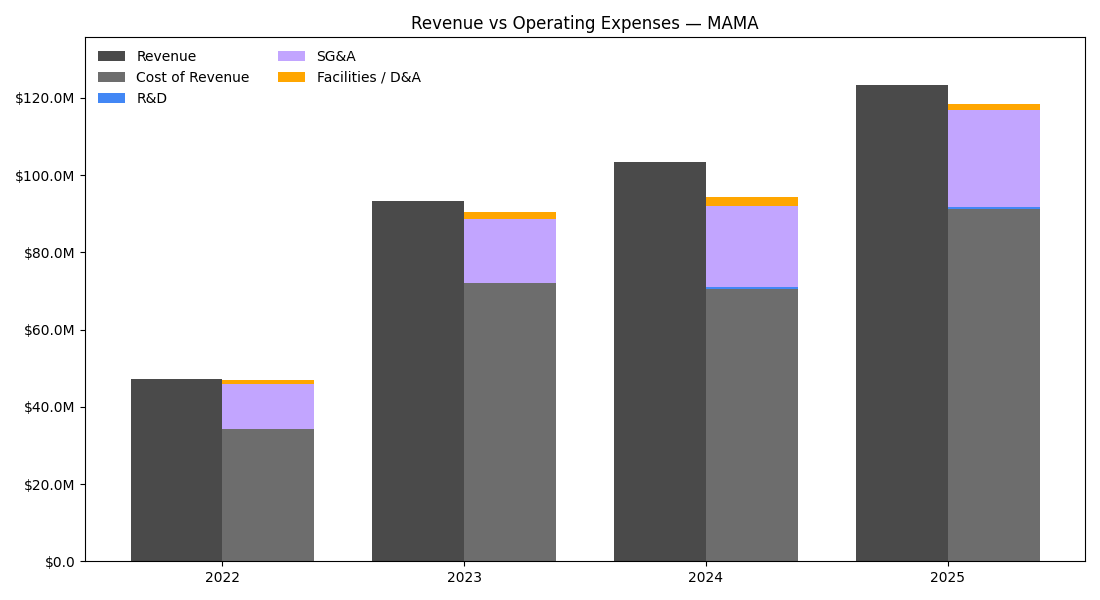 Revenue vs Operating Expenses — MAMA
Revenue
Cost of Revenue
R&D
SG&A
Facilities / D&A
$120.0M
$100.0M
$80.0M
$60.0M
$40.0M
$20.0M
$0.0
2022
2023
2024
2025